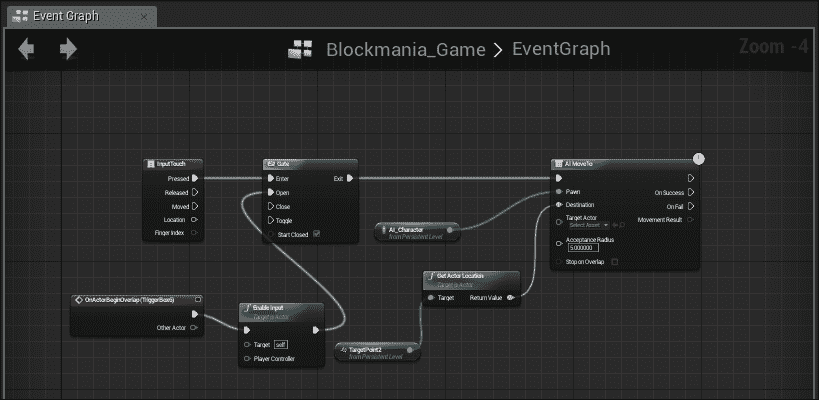 Event Graph
Blockmania_Game > EventGraph
Zoom -4
InputTouch
Pressed
Released
Moved
Location
Finger Index
Gate
Enter
Exit
Open
Close
Toggle
Start Closed
AI MoveTo
Pawn
On Success
Destination
On Fail
Target Actor
Select Asset
Movement Result
Acceptance Radius
5.000000
Stop on Overlap
AI_Character
from Persistent Level
Get Actor Location
Target is Actor
Target
Return Value
OnActorBeginOverlap (TriggerBox6)
Other Actor
Enable Input
Target is Actor
Target
self
Player Controller
TargetPoint2
from Persistent Level